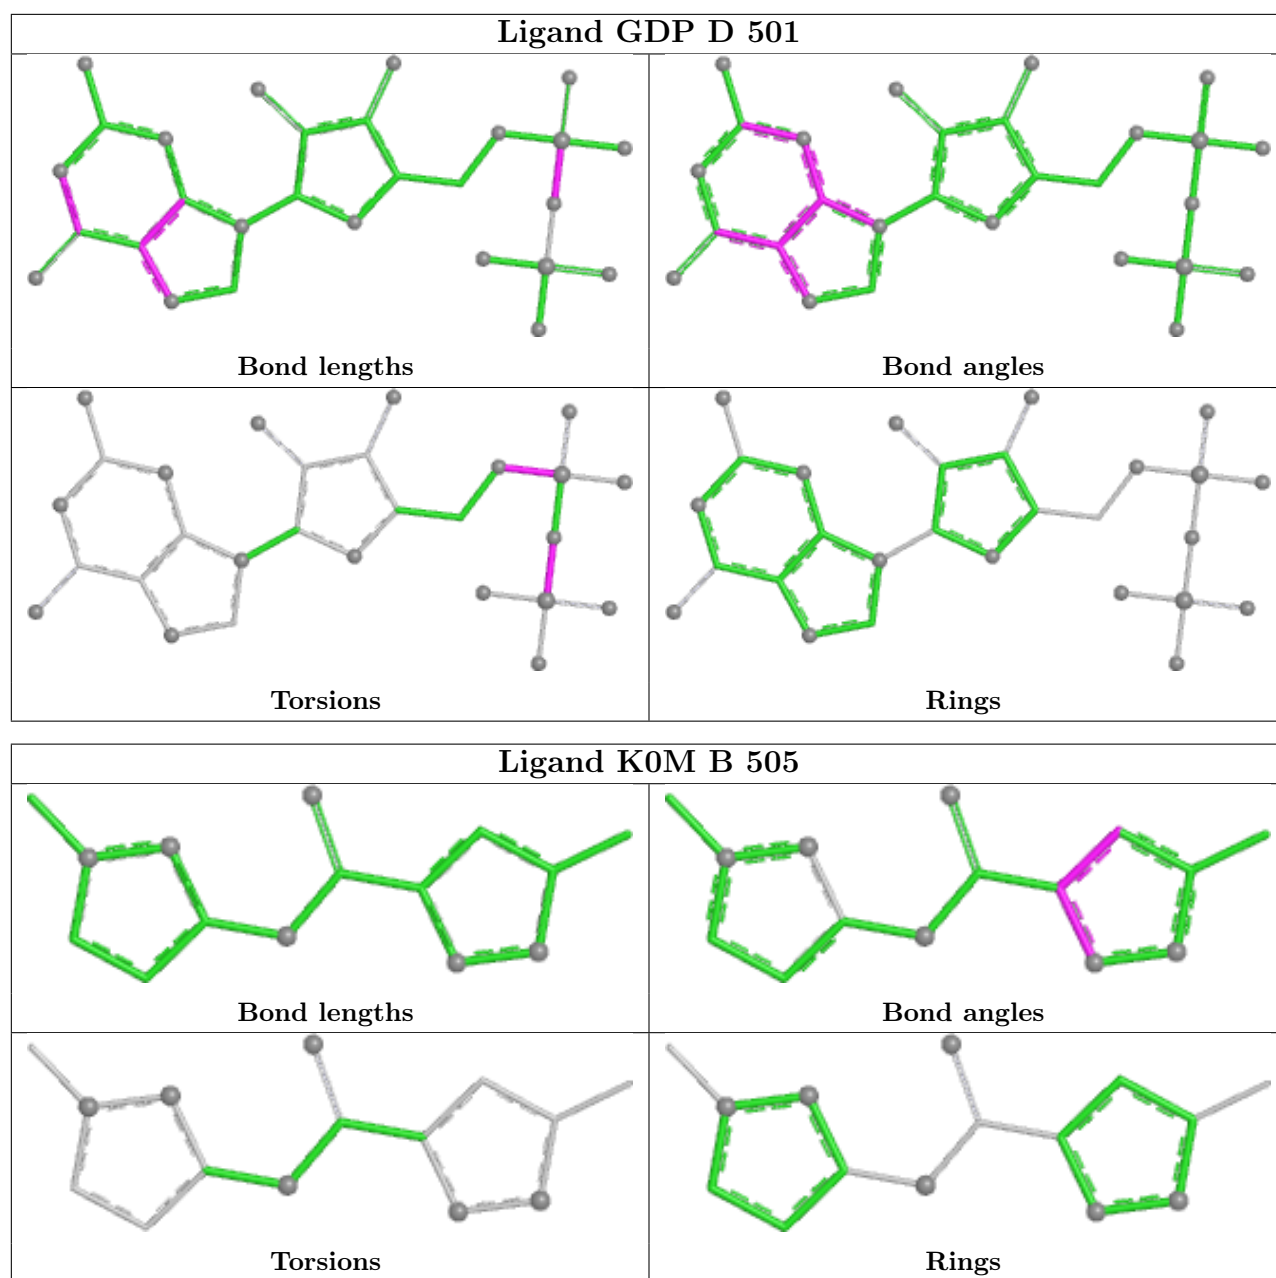 Ligand GDP D 501
Bond lengths
Bond angles
Torsions
Rings
Ligand K0M B 505
Bond lengths
Bond angles
Torsions
Rings